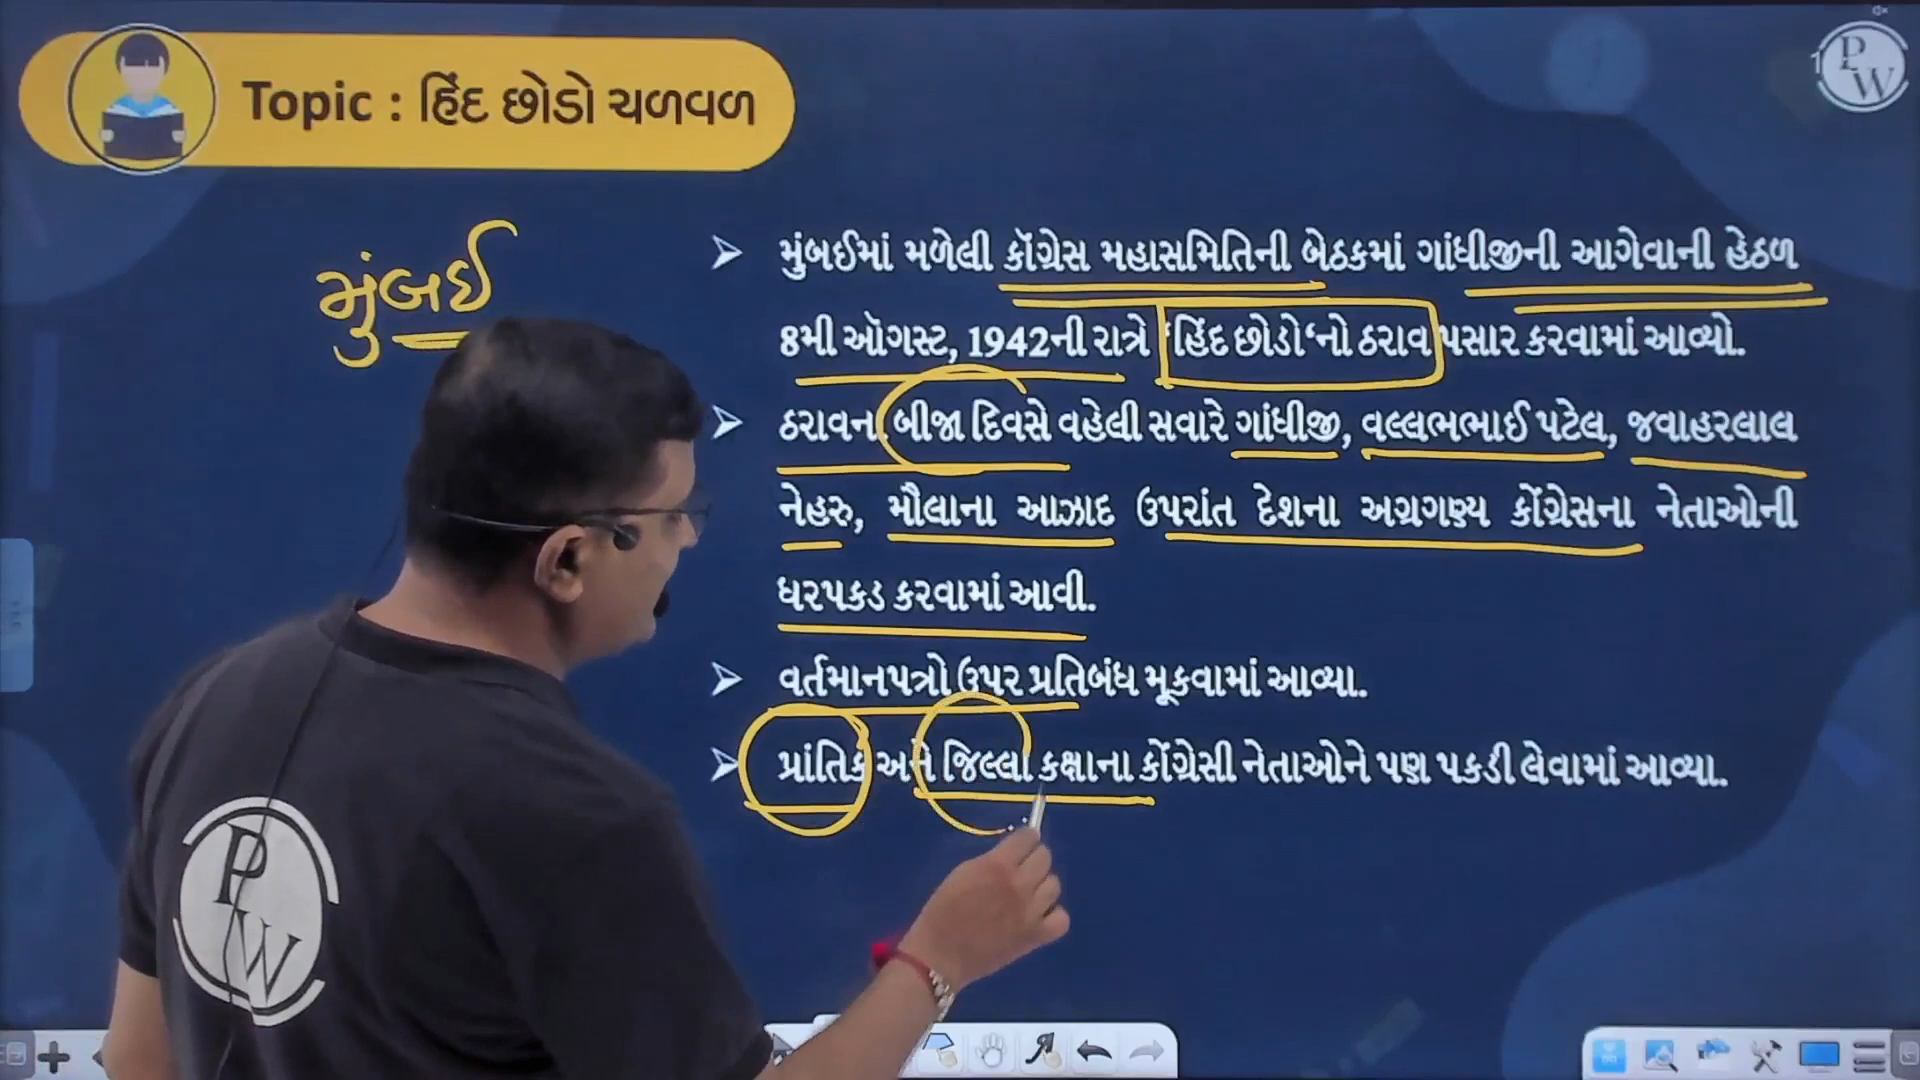 Topic : હિંદ છોડો ચળવળ
PW
મુંબઈ
➢ મુંબઈમાં મળેલી કૉંગ્રેસ મહાસમિતિની બેઠકમાં ગાંધીજીની આગેવાની હેઠળ
8મી ઑગસ્ટ, 1942ની રાત્રે ‘હિંદ છોડો‘નો ઠરાવ પસાર કરવામાં આવ્યો.
➢ ઠરાવના બીજા દિવસે વહેલી સવારે ગાંધીજી, વલ્લભભાઈ પટેલ, જવાહરલાલ
નેહરુ, મૌલાના આઝાદ ઉપરાંત દેશના અગ્રગણ્ય કોંગ્રેસના નેતાઓની
ધરપકડ કરવામાં આવી.
➢ વર્તમાનપત્રો ઉપર પ્રતિબંધ મૂકવામાં આવ્યા.
➢ પ્રાંતિક અને જિલ્લા કક્ષાના કોંગ્રેસી નેતાઓને પણ પકડી લેવામાં આવ્યા.
PW